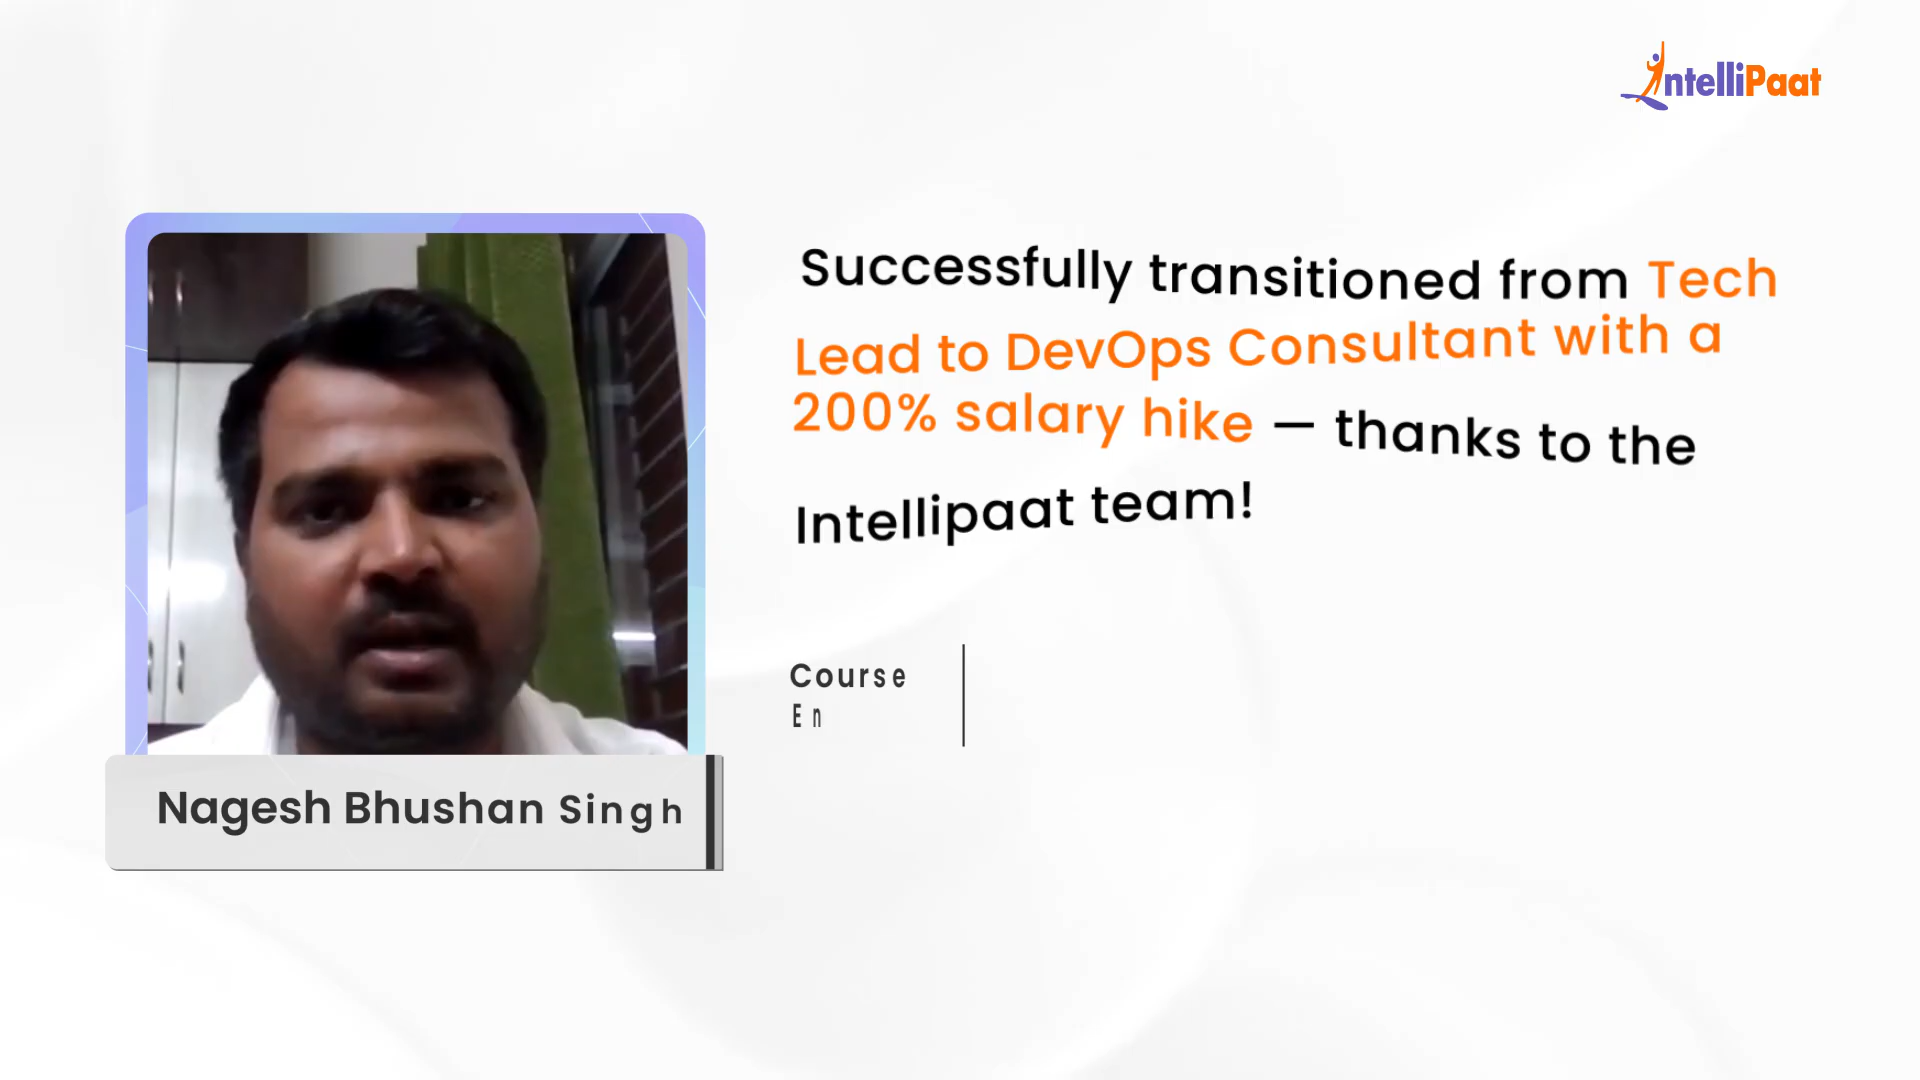 IntelliPaat
Successfully transitioned from Tech
Lead to DevOps Consultant with a
200% salary hike – thanks to the
Intellipaat team!
Course
En
Nagesh Bhushan Singh